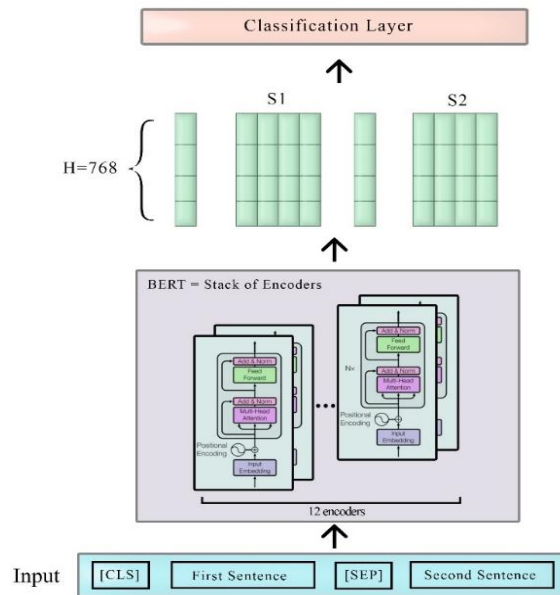 Classification Layer
S1
S2
H=768
BERT = Stack of Encoders
Add & Norm
Feed
Forward
Add & Norm
Multi-Head
Attention
Positional
Encoding
Input
Embedding
...
N×
Add & Norm
Feed
Forward
Add & Norm
Multi-Head
Attention
Positional
Encoding
Input
Embedding
12 encoders
Input
[CLS]
First Sentence
[SEP]
Second Sentence